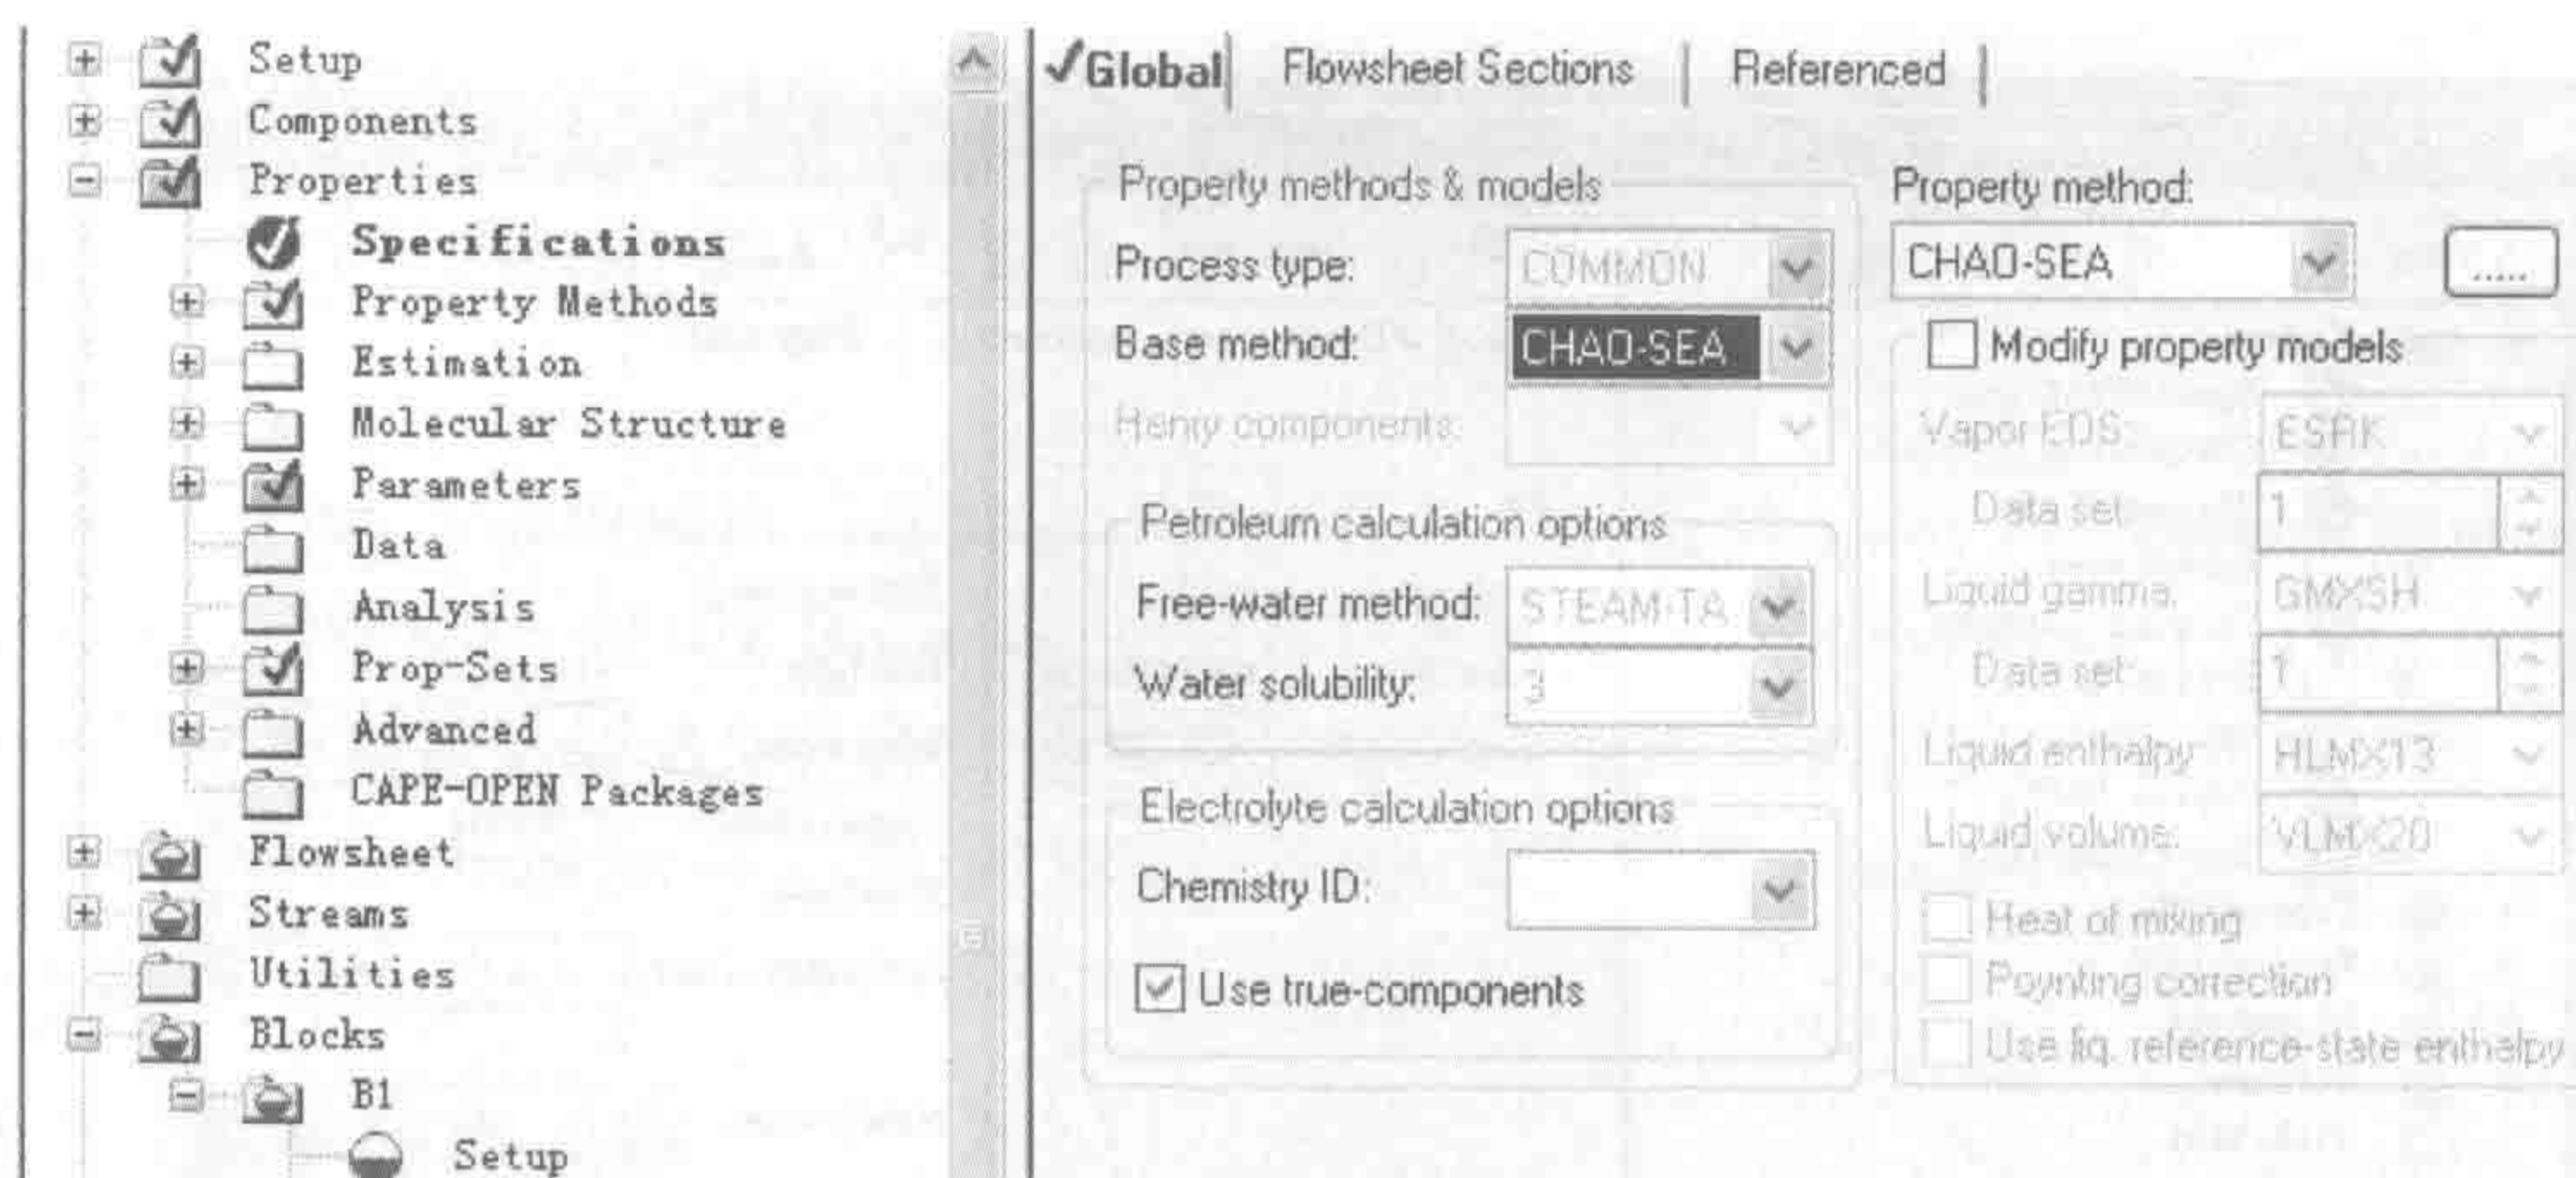 Setup
Components
Properties
Specifications
Property Methods
Estimation
Molecular Structure
Parameters
Data
Analysis
Prop-Sets
Advanced
CAPE-OPEN Packages
Flowsheet
Streams
Utilities
Blocks
B1
Setup
Global Flowsheet Sections Referenced
Property methods & models
Process type: COMMON
Base method: CHAO-SEA
Henry components:
Petroleum calculation options
Free-water method: STEAM-TA
Water solubility: 3
Electrolyte calculation options
Chemistry ID:
Use true-components
Property method:
CHAO-SEA .....
Modify property models
Vapor EOS: ESRK
Data set: 1
Liquid gamma: GMXSH
Data set: 1
Liquid enthalpy: HLMX13
Liquid volume: VLMX20
Heat of mixing
Poynting correction
Use liq. reference-state enthalpy